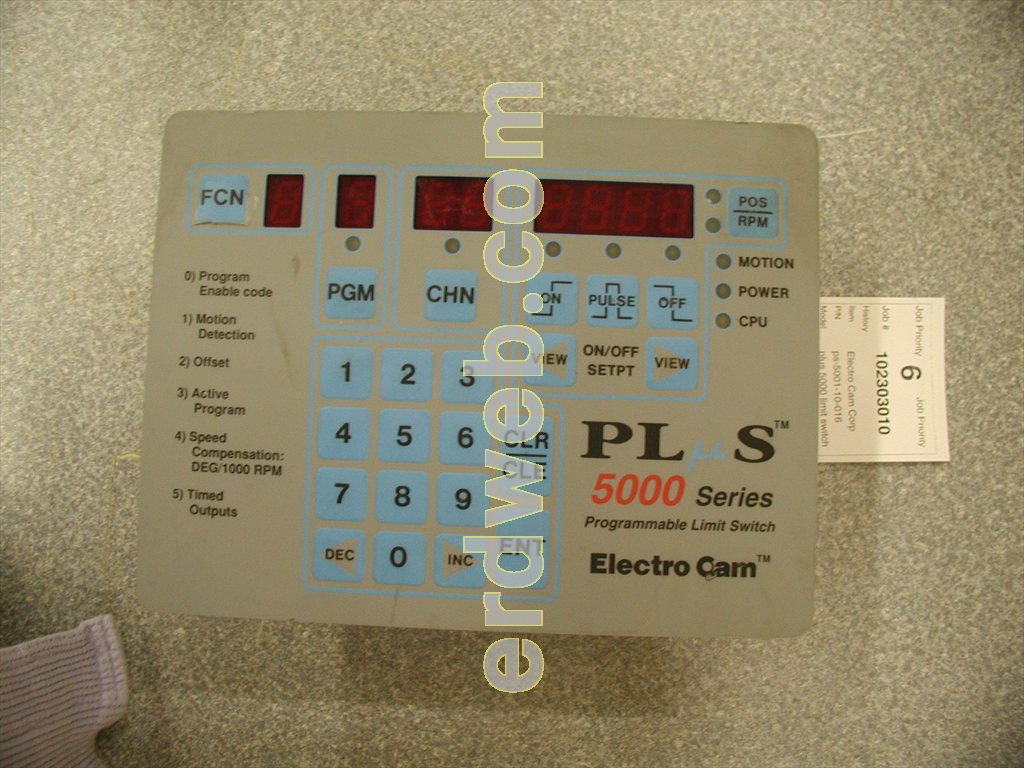 FCN
POS
RPM
MOTION
POWER
CPU
0) Program
Enable code
1) Motion
Detection
2) Offset
3) Active
Program
4) Speed
Compensation:
DEG/1000 RPM
5) Timed
Outputs
PGM
CHN
ON
PULSE
OFF
VIEW
ON/OFF
SETPT
VIEW
1
2
3
4
5
6
CLR
CLE
7
8
9
DEC
0
INC
ENT
PLμS™
5000 Series
Programmable Limit Switch
Electro Cam™
erdweb.com
Job Priority 6 Job Priority
Job # 102303010
History
Item Electro Cam Corp
P/N ps-5001-10-016
Model plus 5000 limit switch